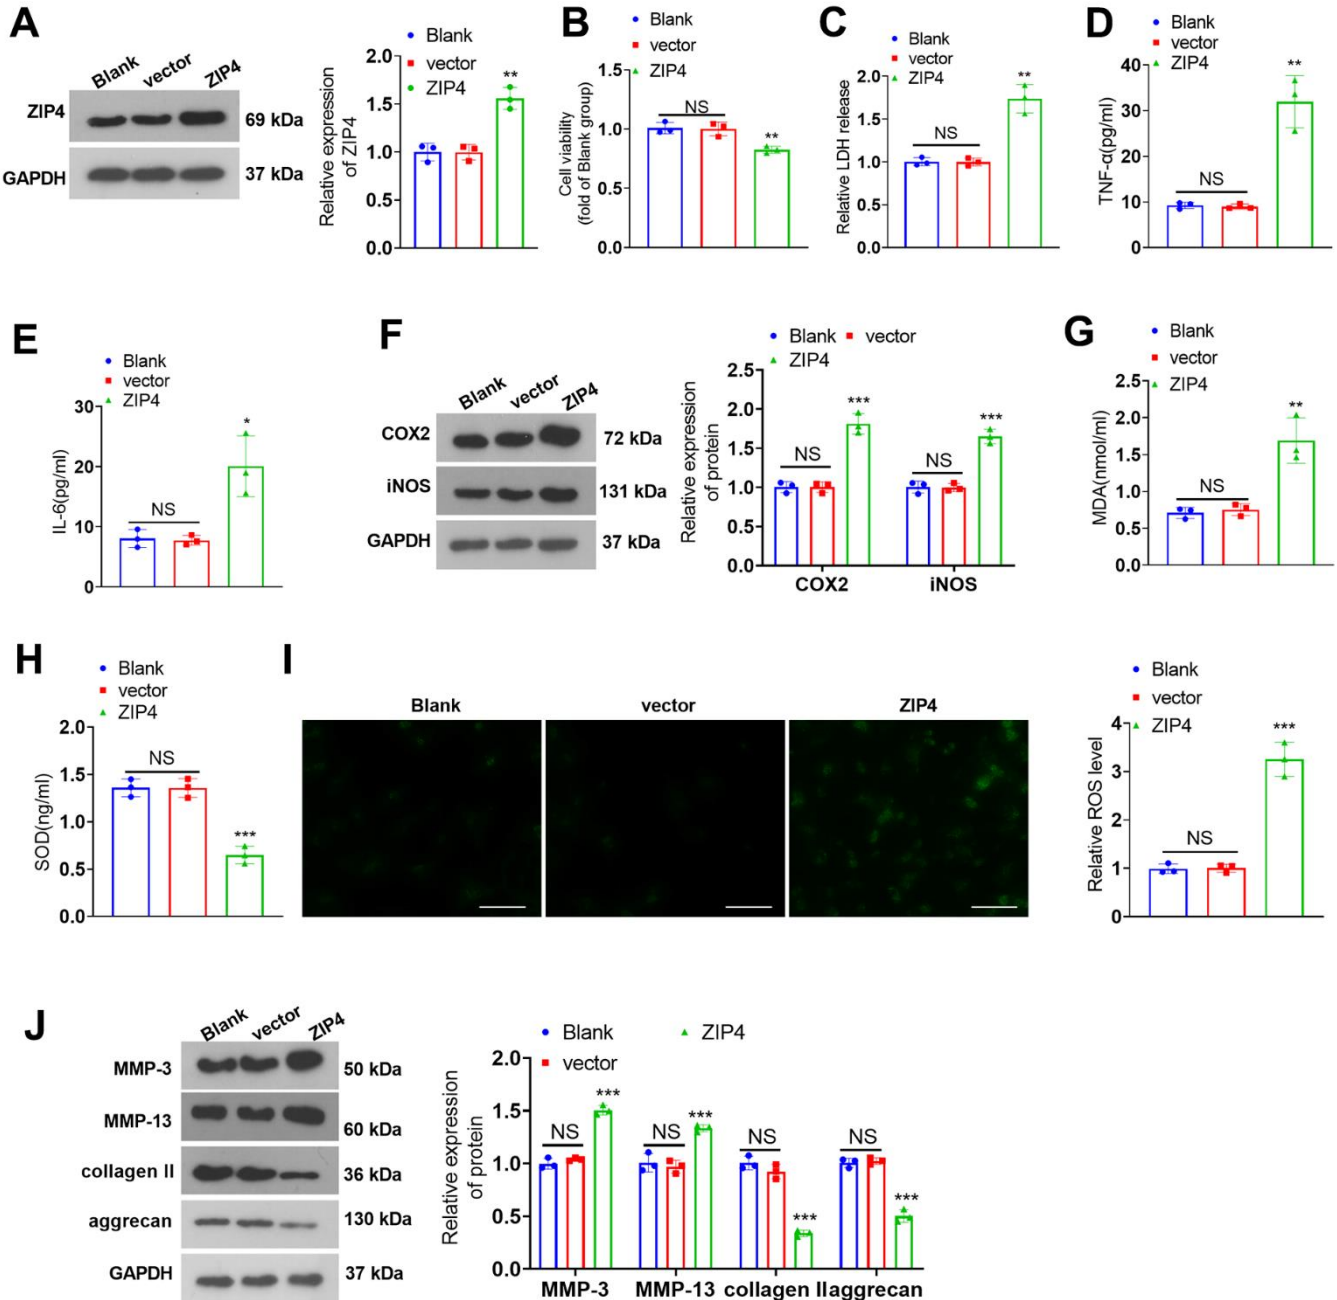 A
Blank vector ZIP4
ZIP4 69 kDa
GAPDH 37 kDa
Blank
vector
ZIP4
Relative expression
of ZIP4
2.0
1.5
1.0
0.5
0.0
**
B
Blank
vector
ZIP4
Cell viability
(fold of Blank group)
1.5
1.0
0.5
0.0
NS
**
C
Blank
vector
ZIP4
Relative LDH release
2.0
1.5
1.0
0.5
0.0
NS
**
D
Blank
vector
ZIP4
TNF-α(pg/ml)
40
30
20
10
0
NS
**
E
Blank
vector
ZIP4
IL-6(pg/ml)
30
20
10
0
NS
*
F
Blank vector ZIP4
COX2 72 kDa
iNOS 131 kDa
GAPDH 37 kDa
Blank vector
ZIP4
Relative expression
of protein
2.5
2.0
1.5
1.0
0.5
0.0
NS
***
NS
***
COX2 iNOS
G
Blank
vector
ZIP4
MDA(nmol/ml)
2.5
2.0
1.5
1.0
0.5
0.0
NS
**
H
Blank
vector
ZIP4
SOD(ng/ml)
2.0
1.5
1.0
0.5
0.0
NS
***
I
Blank vector ZIP4
Blank
vector
ZIP4
Relative ROS level
4
3
2
1
0
NS
***
J
Blank vector ZIP4
MMP-3 50 kDa
MMP-13 60 kDa
collagen II 36 kDa
aggrecan 130 kDa
GAPDH 37 kDa
Blank ZIP4
vector
Relative expression
of protein
2.0
1.5
1.0
0.5
0.0
NS
***
NS
***
NS
***
NS
***
MMP-3 MMP-13 collagen II aggrecan